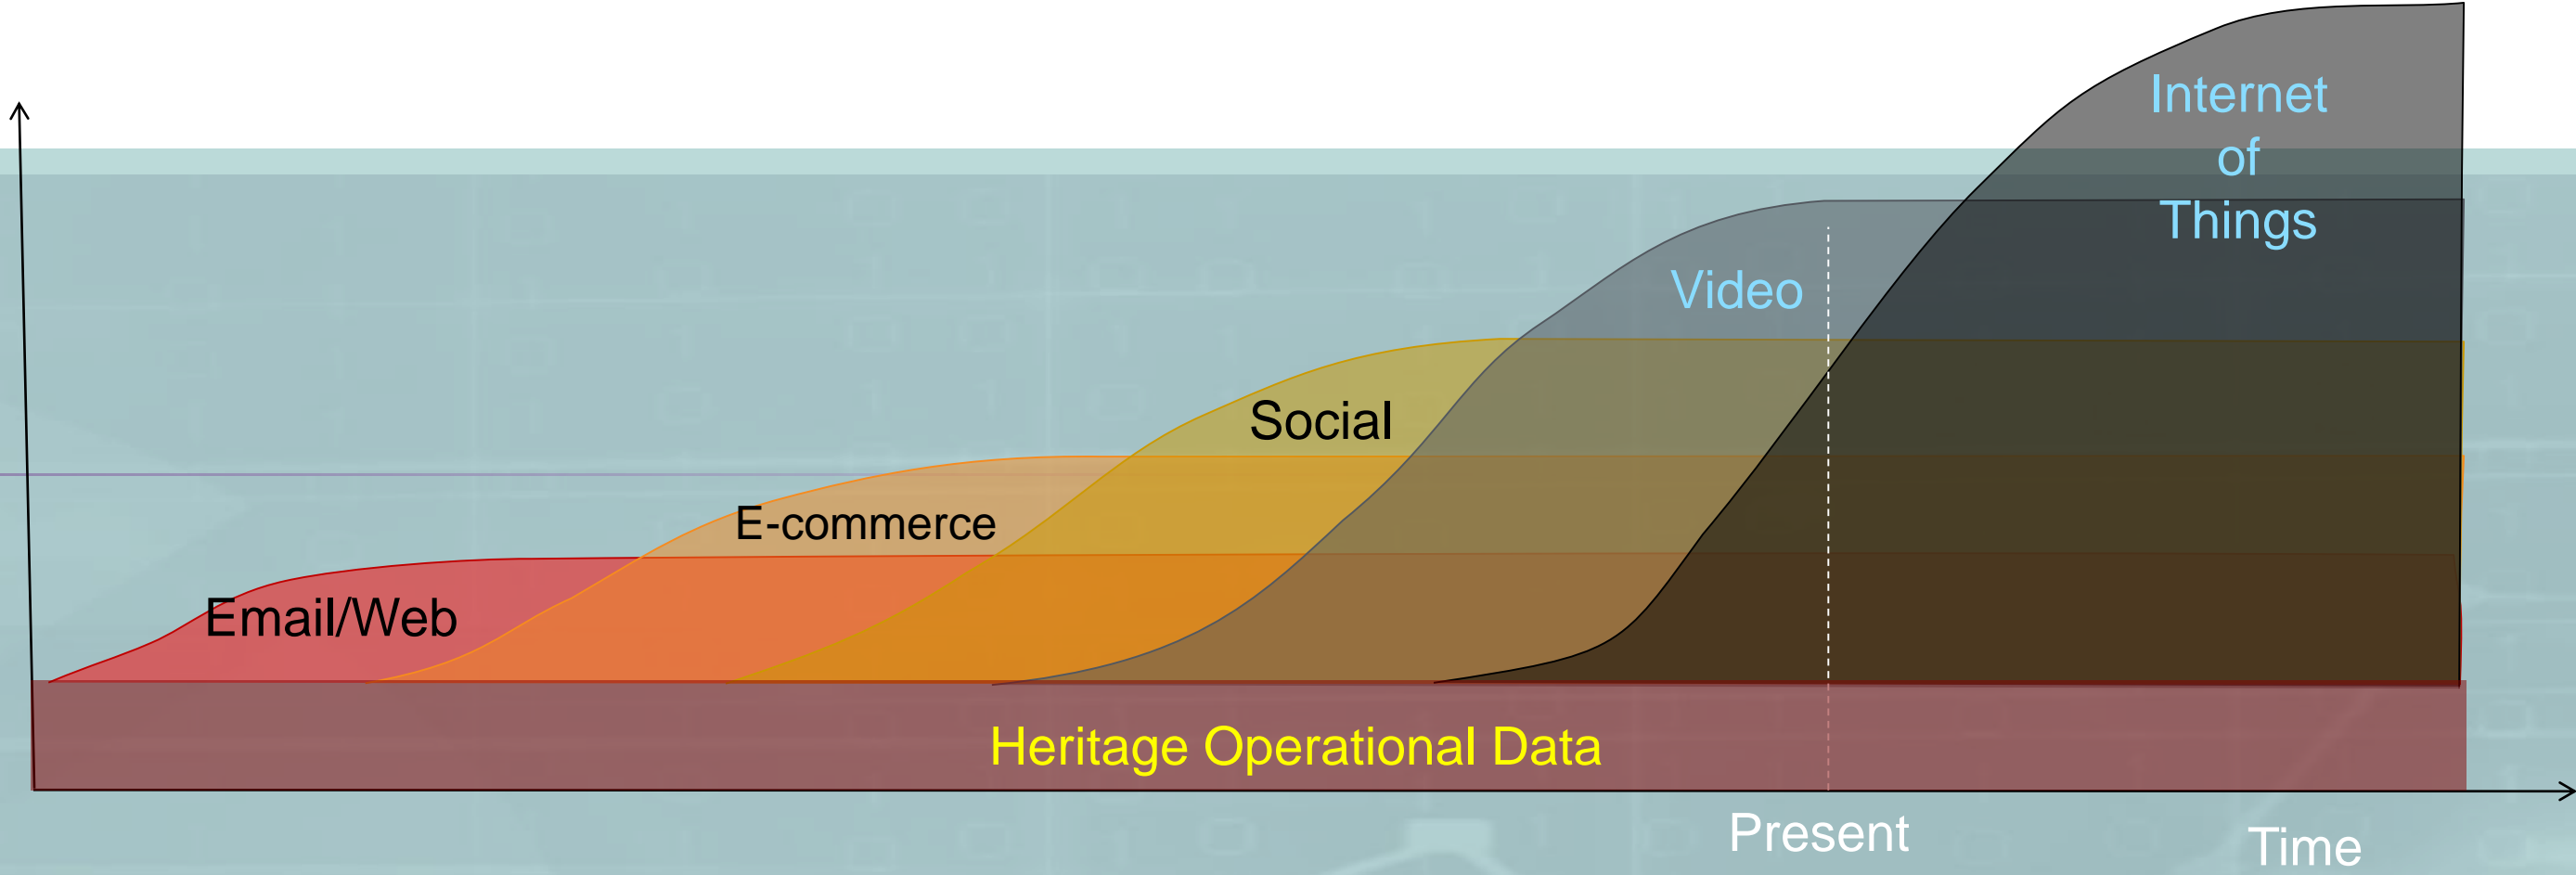 Internet
of
Things
Video
Social
E-commerce
Email/Web
Heritage Operational Data
Present
Time